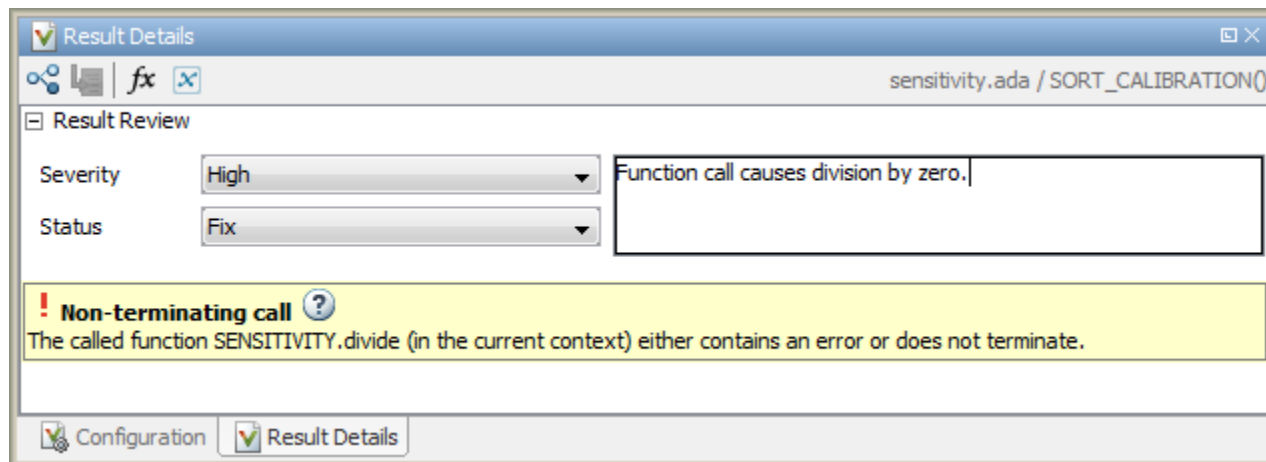 Result Details
fx x sensitivity.ada / SORT_CALIBRATION()
Result Review
Severity High Function call causes division by zero.
Status Fix
! Non-terminating call ?
The called function SENSITIVITY.divide (in the current context) either contains an error or does not terminate.
Configuration Result Details